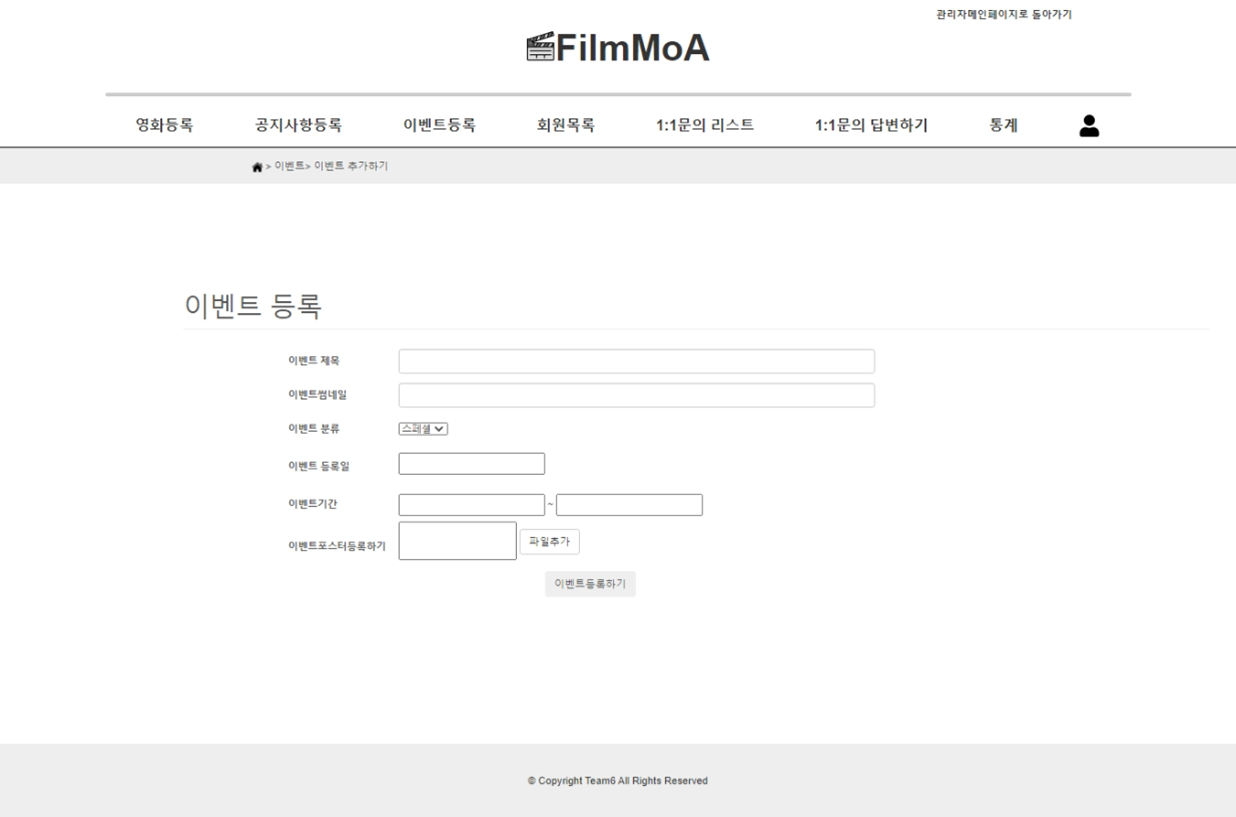 관리자메인페이지로 돌아가기
FilmMoA
영화등록 공지사항등록 이벤트등록 회원목록 1:1문의 리스트 1:1문의 답변하기 통계
> 이벤트> 이벤트 추가하기
이벤트 등록
이벤트 제목
이벤트썸네일
이벤트 분류 스페셜
이벤트 등록일
이벤트기간 ~
이벤트포스터등록하기 파일추가
이벤트등록하기
© Copyright Team6 All Rights Reserved